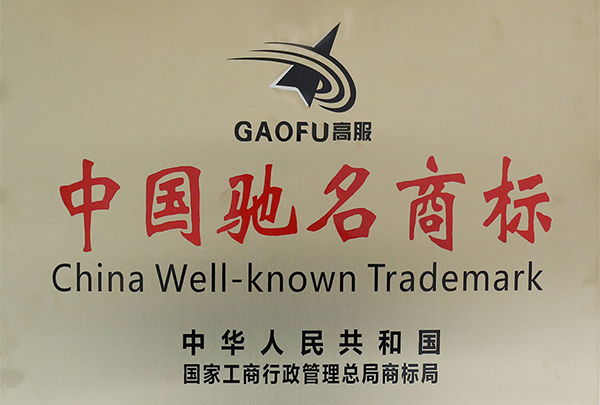 GAOFU高服
中国驰名商标
China Well-known Trademark
中华人民共和国
国家工商行政管理总局商标局